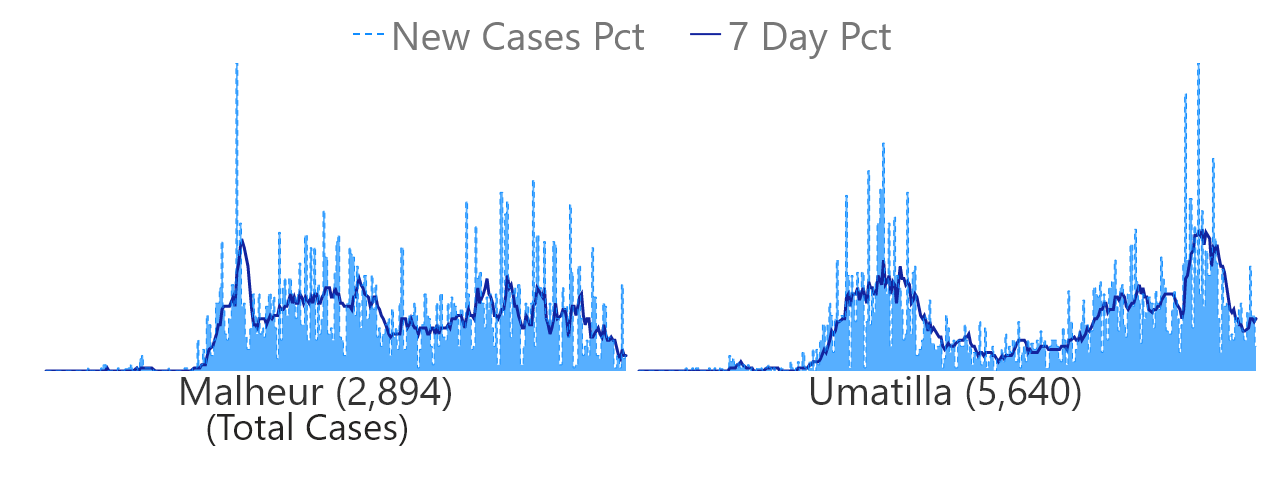 New Cases Pct 7 Day Pct
Malheur (2,894) Umatilla (5,640)
(Total Cases)